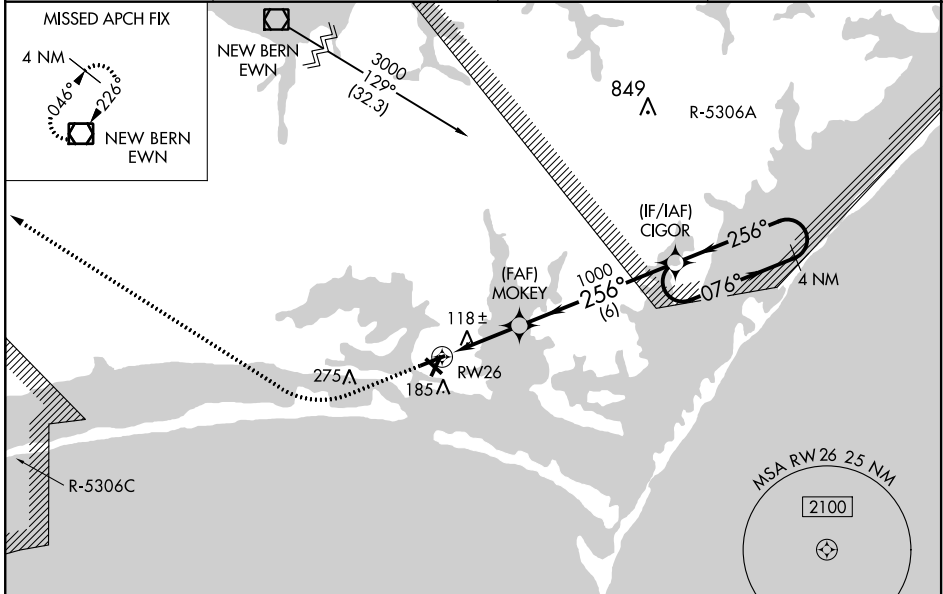 MISSED APCH FIX
4 NM
046°
226°
NEW BERN
EWN
NEW BERN
EWN
3000
129°
(32.3)
849
R-5306A
(IF/IAF)
CIGOR
256°
076°
4 NM
1000
256°
(6)
(FAF)
MOKEY
118±
RW26
275
185
R-5306C
MSA RW 26 25 NM
2100